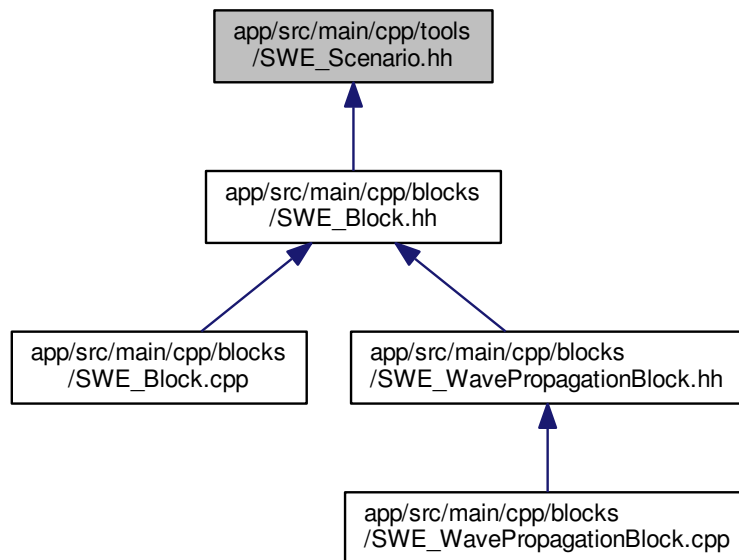 app/src/main/cpp/tools
/SWE_Scenario.hh
app/src/main/cpp/blocks
/SWE_Block.hh
app/src/main/cpp/blocks
/SWE_Block.cpp
app/src/main/cpp/blocks
/SWE_WavePropagationBlock.hh
app/src/main/cpp/blocks
/SWE_WavePropagationBlock.cpp